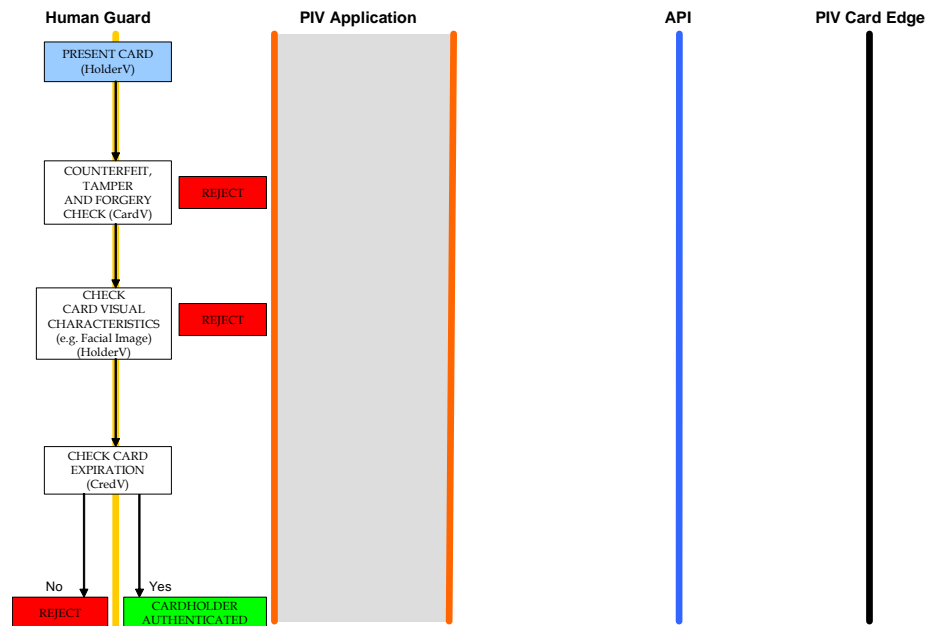 Human Guard
PIV Application
API
PIV Card Edge
PRESENT CARD
(HolderV)
COUNTERFEIT,
TAMPER
AND FORGERY
CHECK (CardV)
REJECT
CHECK
CARD VISUAL
CHARACTERISTICS
(e.g. Facial Image)
(HolderV)
REJECT
CHECK CARD
EXPIRATION
(CredV)
No
Yes
REJECT
CARDHOLDER
AUTHENTICATED